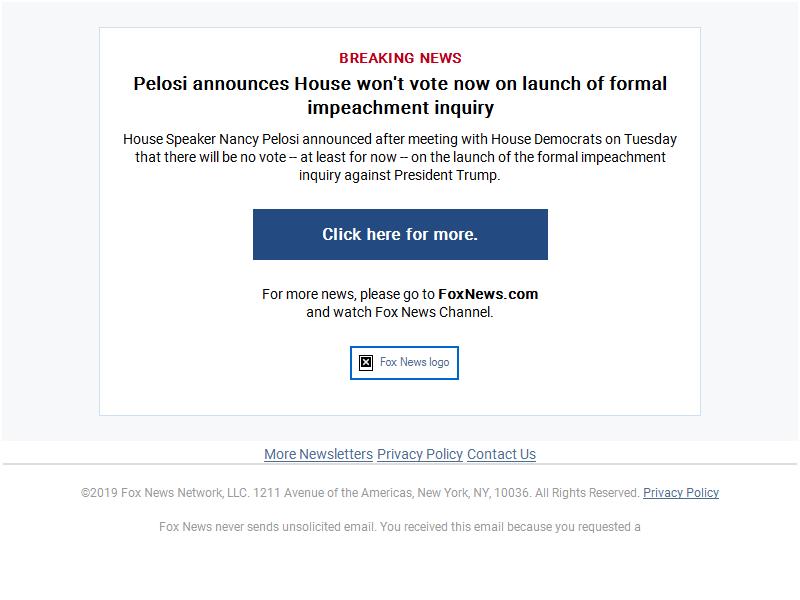 BREAKING NEWS
Pelosi announces House won't vote now on launch of formal
impeachment inquiry
House Speaker Nancy Pelosi announced after meeting with House Democrats on Tuesday
that there will be no vote – at least for now – on the launch of the formal impeachment
inquiry against President Trump.
Click here for more.
For more news, please go to FoxNews.com
and watch Fox News Channel.
Fox News logo
More Newsletters Privacy Policy Contact Us
©2019 Fox News Network, LLC. 1211 Avenue of the Americas, New York, NY, 10036. All Rights Reserved. Privacy Policy
Fox News never sends unsolicited email. You received this email because you requested a